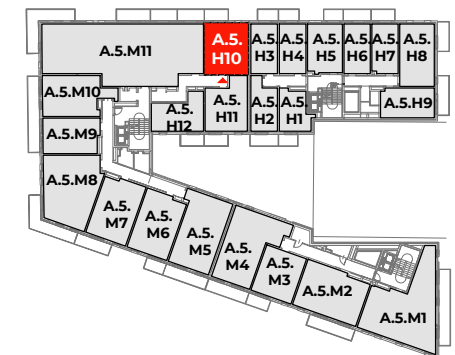 A.5.M11
A.5.
H10
A.5.
H3
A.5.
H4
A.5.
H5
A.5.
H6
A.5.
H7
A.5.
H8
A.5.M10
A.5.
H12
A.5.
H11
A.5.
H2
A.5.
H1
A.5.H9
A.5.M9
A.5.M8
A.5.
M7
A.5.
M6
A.5.
M5
A.5.
M4
A.5.
M3
A.5.M2
A.5.M1